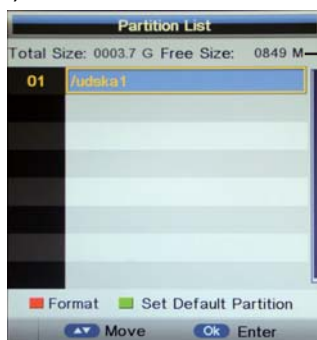 Partition List
Total Size: 0003.7 G Free Size: 0849 M
01 /udska1
Format Set Default Partition
Move Ok Enter